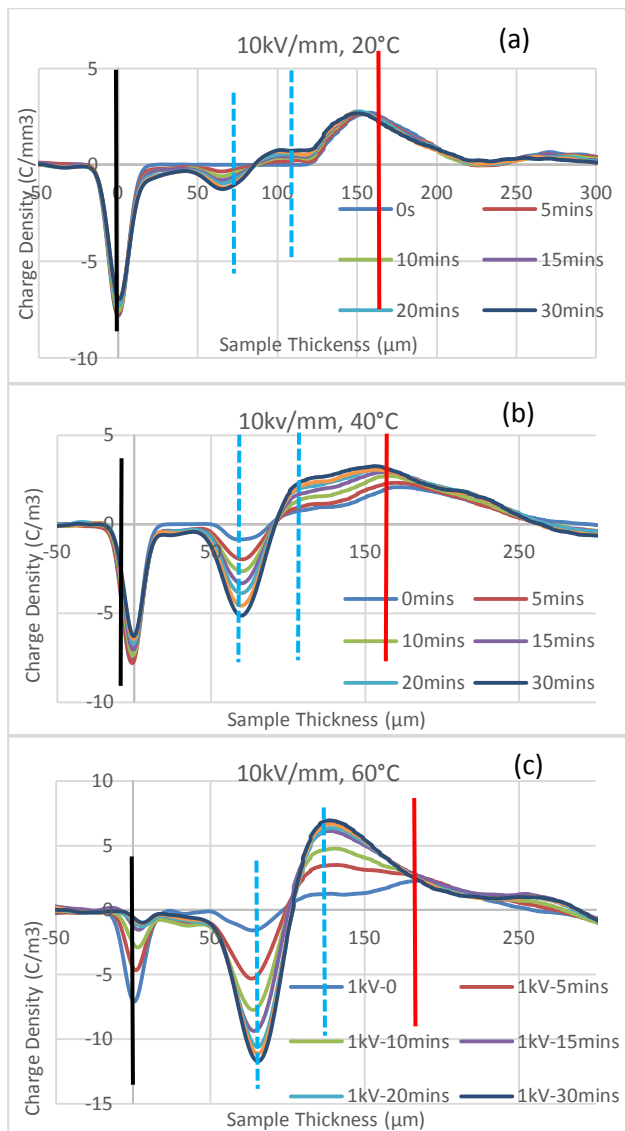 (a)
10kV/mm, 20°C
Charge Density (C/mm3)
5
0
-5
-10
-50 0 50 100 150 200 250 300
0s 5mins
10mins 15mins
20mins 30mins
Sample Thickenss (µm)
(b)
10kv/mm, 40°C
Charge Density (C/m3)
5
0
-5
-10
-50 50 150 250
0mins 5mins
10mins 15mins
20mins 30mins
Sample Thickness (µm)
(c)
10kV/mm, 60°C
Charge Density (C/m3)
10
5
0
-5
-10
-15
-50 50 150 250
1kV-0 1kV-5mins
1kV-10mins 1kV-15mins
1kV-20mins 1kV-30mins
Sample Thickness (µm)